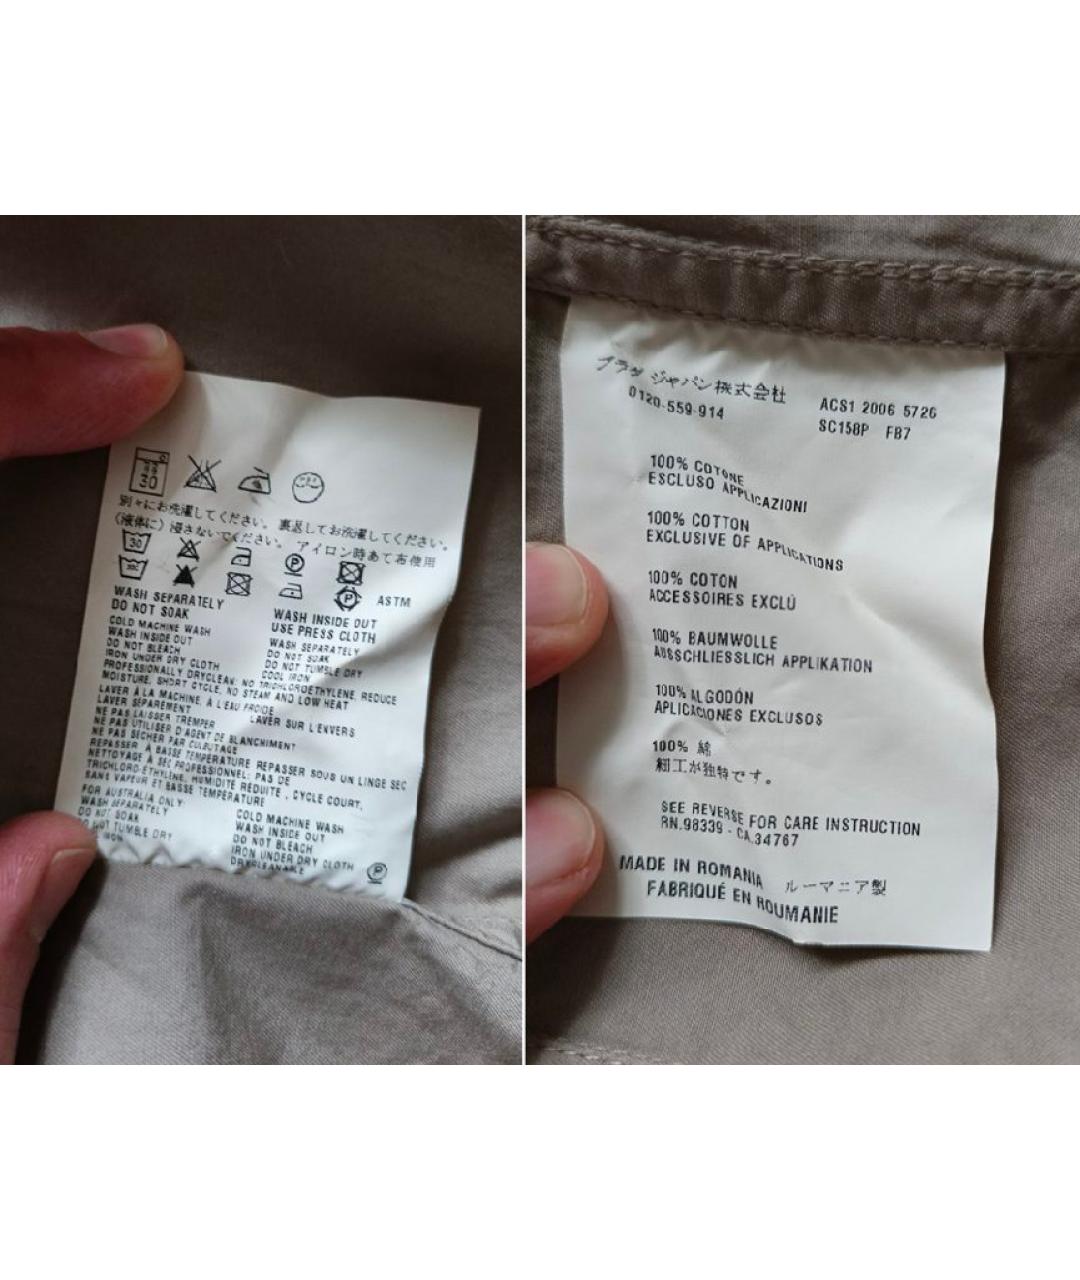 30
別々にお洗濯してください。裏返してお洗濯してください。
(液体に)浸さないでください。アイロン時あて布使用
30 P
30C P ASTM
WASH SEPARATELY
DO NOT SOAK
WASH INSIDE OUT
USE PRESS CLOTH
COLD MACHINE WASH
WASH INSIDE OUT
DO NOT BLEACH
IRON UNDER DRY CLOTH
WASH SEPARATELY
DO NOT SOAK
DO NOT TUMBLE DRY
COOL IRON
PROFESSIONALLY DRYCLEAN: NO TRICHLOROETHYLENE, REDUCE
MOISTURE, SHORT CYCLE, NO STEAM AND LOW HEAT
LAVER À LA MACHINE, À L'EAU FROIDE
LAVER SÉPAREMENT LAVER SUR L'ENVERS
NE PAS LAISSER TREMPER
NE PAS UTILISER D'AGENT DE BLANCHIMENT
NE PAS SÉCHER PAR CULBUTAGE
REPASSER À BASSE TEMPÉRATURE REPASSER SOUS UN LINGE SEC
NETTOYAGE À SEC PROFESSIONNEL: PAS DE
TRICHLORO-ÉTHYLÈNE, HUMIDITÉ RÉDUITE, CYCLE COURT,
SANS VAPEUR ET BASSE TEMPÉRATURE
FOR AUSTRALIA ONLY:
WASH SEPARATELY
DO NOT SOAK
NOT TUMBLE DRY
IRON
COLD MACHINE WASH
WASH INSIDE OUT
DO NOT BLEACH
IRON UNDER DRY CLOTH
DRYCLEANABLE
P
ジャパン株式会社
0120-559-914
ACS1 2006 5726
SC158P FB7
100% COTONE
ESCLUSO APPLICAZIONI
100% COTTON
EXCLUSIVE OF APPLICATIONS
100% COTON
ACCESSOIRES EXCLÚ
100% BAUMWOLLE
AUSSCHLIESSLICH APPLIKATION
100% ALGODÓN
APLICACIONES EXCLUSOS
100% 綿
細工が独特です。
SEE REVERSE FOR CARE INSTRUCTION
RN.98339 - CA.34767
MADE IN ROMANIA ルーマニア製
FABRIQUÉ EN ROUMANIE